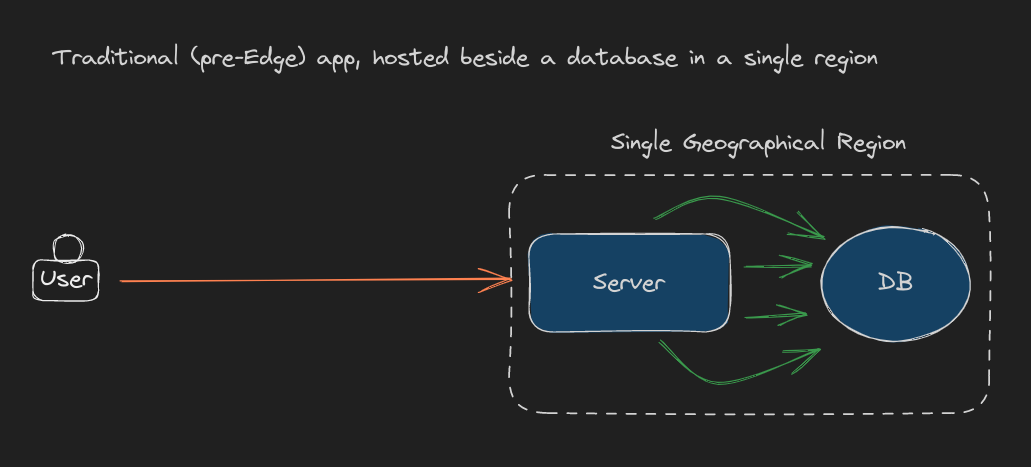 Traditional (pre-Edge) app, hosted beside a database in a single region
Single Geographical Region
User
Server
DB